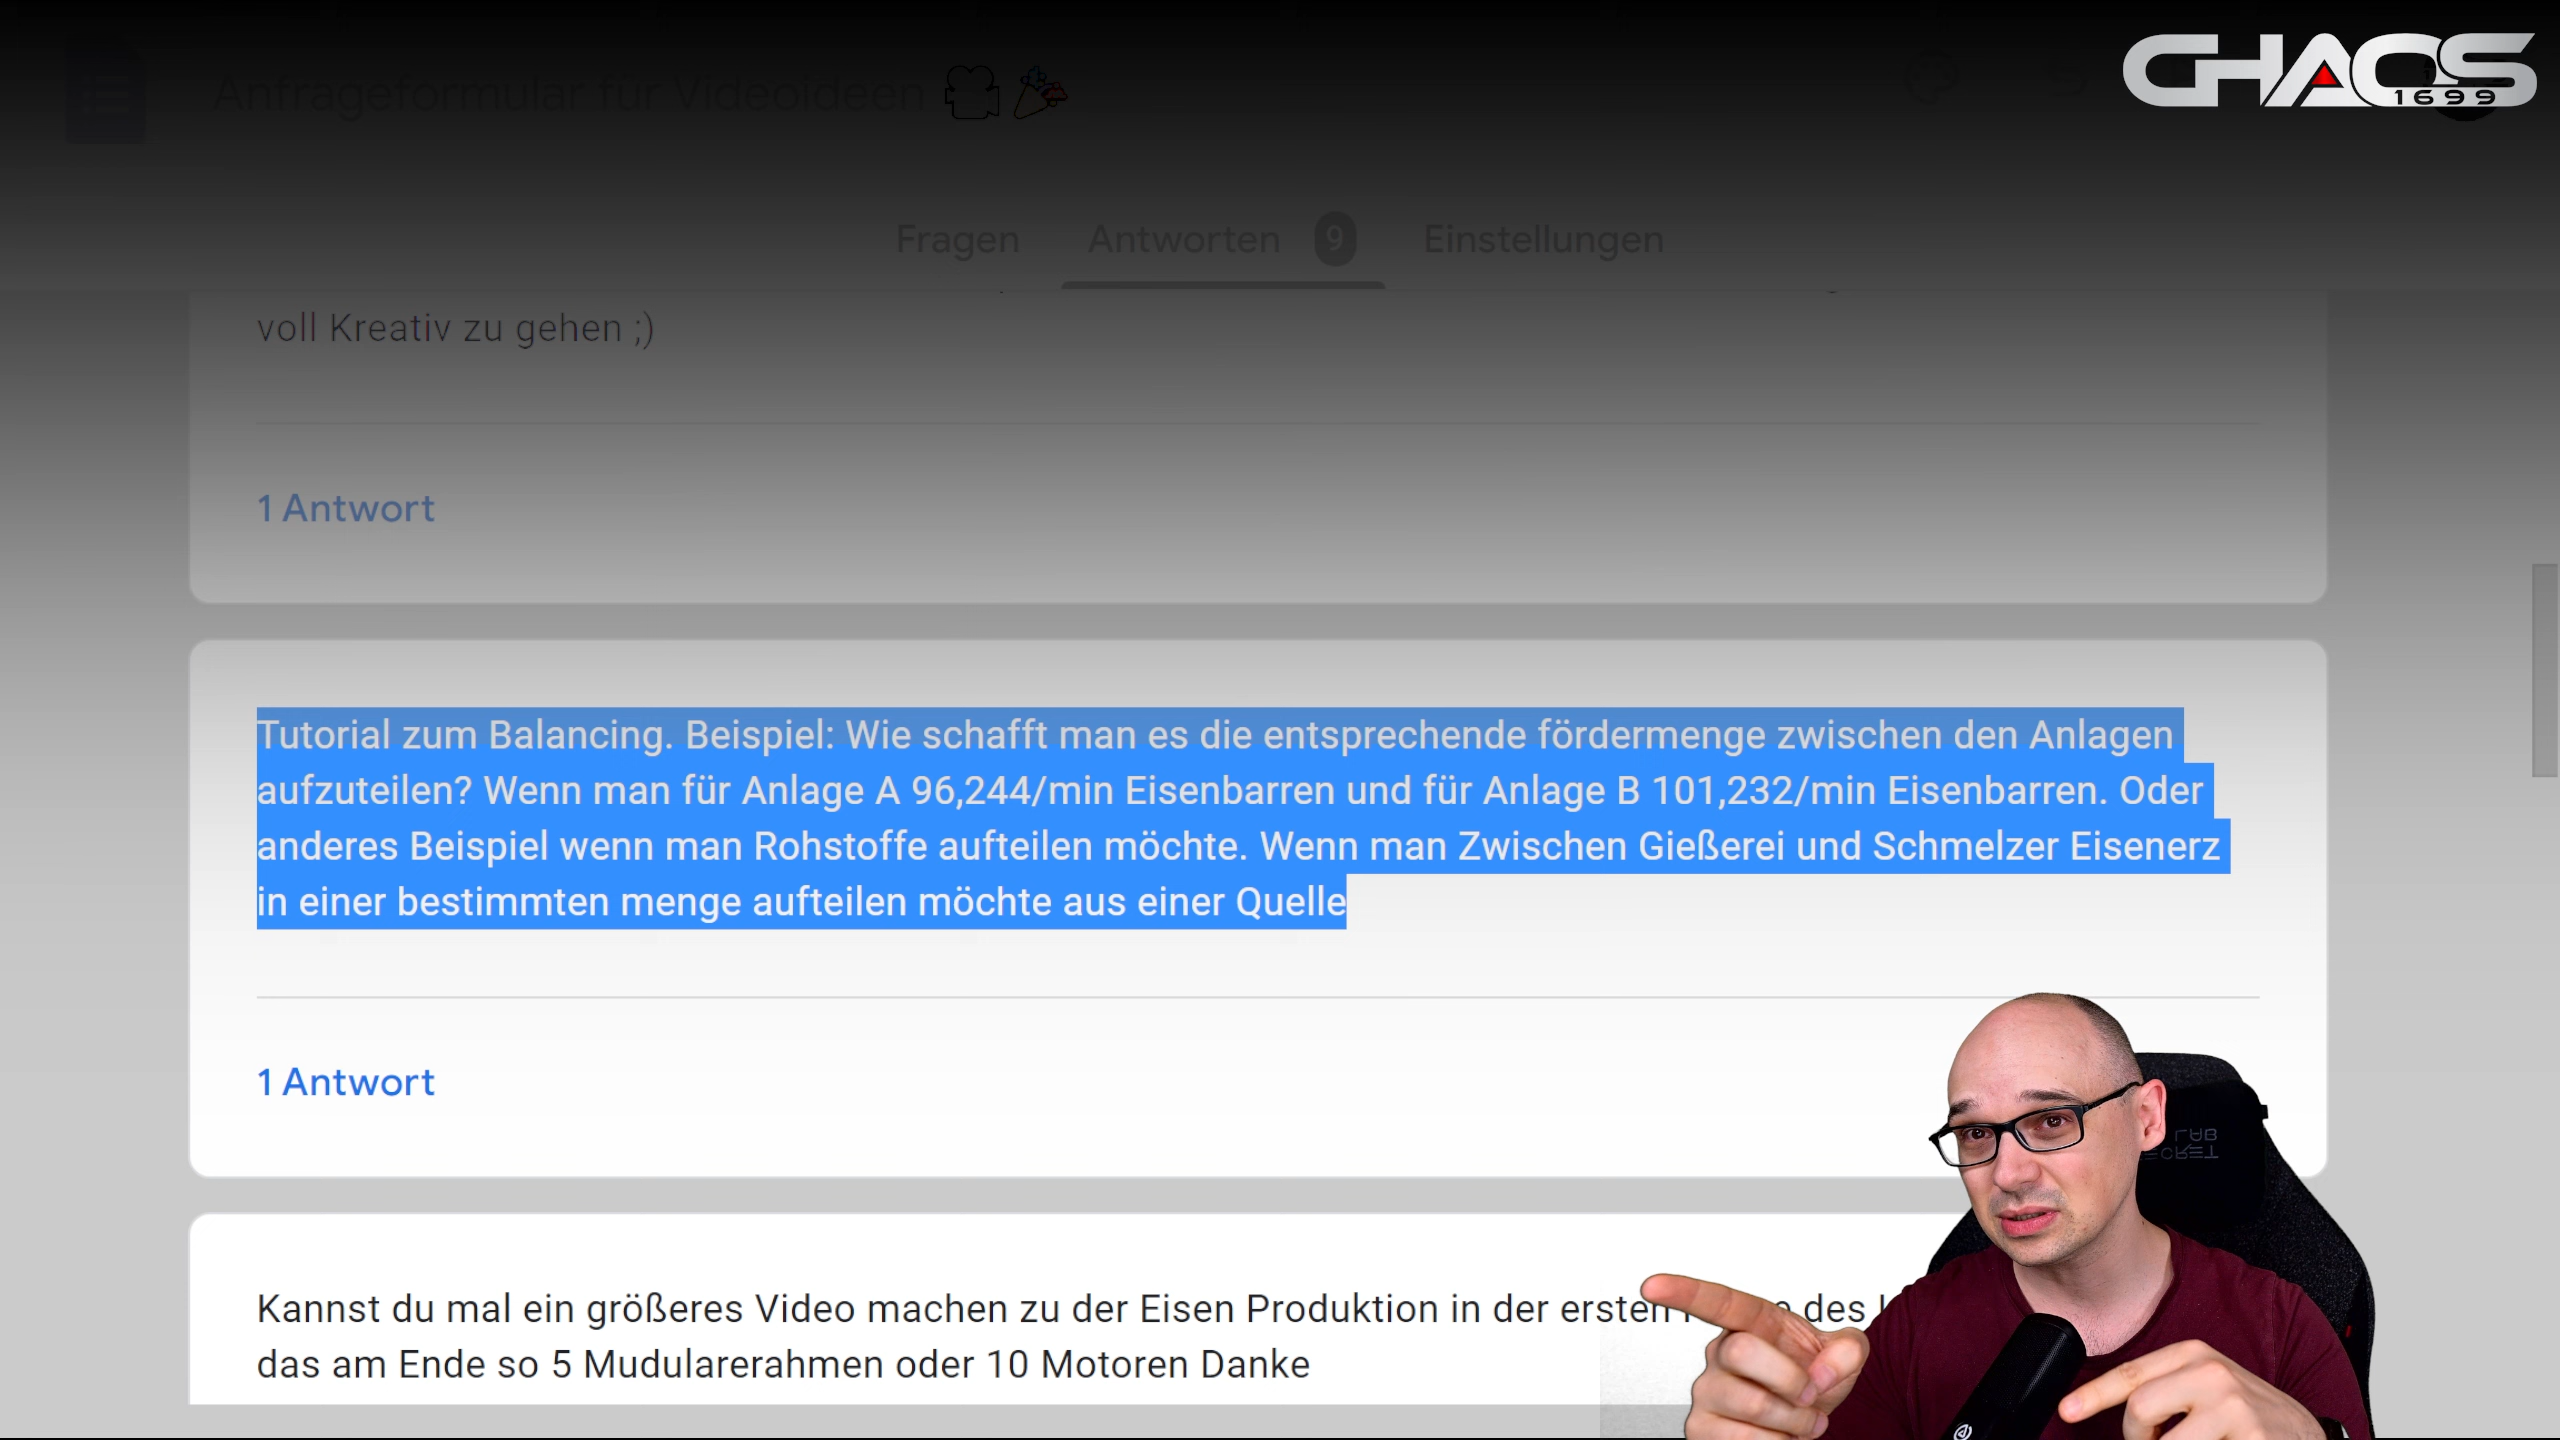 CHAOS
1699
Anfrageformular für Videoideen
Fragen Antworten 9 Einstellungen
voll Kreativ zu gehen ;)
1 Antwort
Tutorial zum Balancing. Beispiel: Wie schafft man es die entsprechende fördermenge zwischen den Anlagen
aufzuteilen? Wenn man für Anlage A 96,244/min Eisenbarren und für Anlage B 101,232/min Eisenbarren. Oder
anderes Beispiel wenn man Rohstoffe aufteilen möchte. Wenn man Zwischen Gießerei und Schmelzer Eisenerz
in einer bestimmten menge aufteilen möchte aus einer Quelle
1 Antwort
Kannst du mal ein größeres Video machen zu der Eisen Produktion in der ersten des
das am Ende so 5 Mudularerahmen oder 10 Motoren Danke